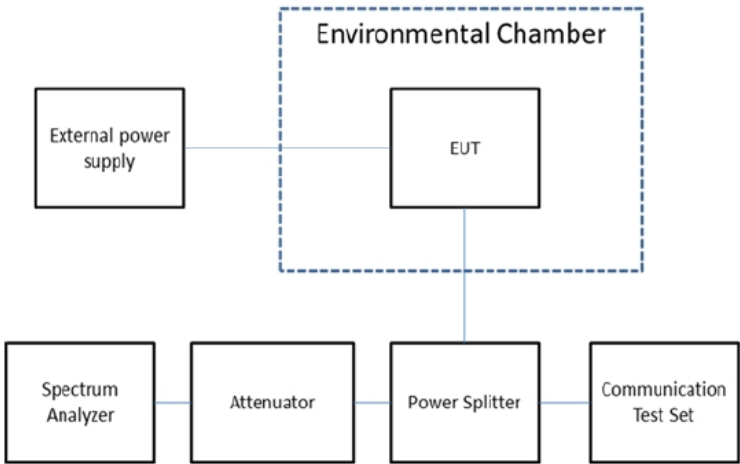 Environmental Chamber
External power
supply
EUT
Spectrum
Analyzer
Attenuator
Power Splitter
Communication
Test Set